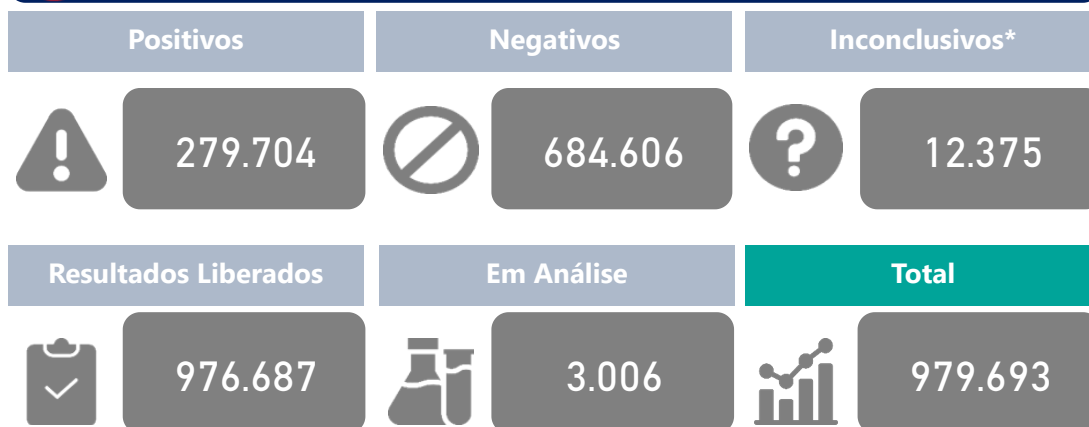 Positivos
Negativos
Inconclusivos*
279.704
684.606
12.375
Resultados Liberados
Em Análise
Total
976.687
3.006
979.693